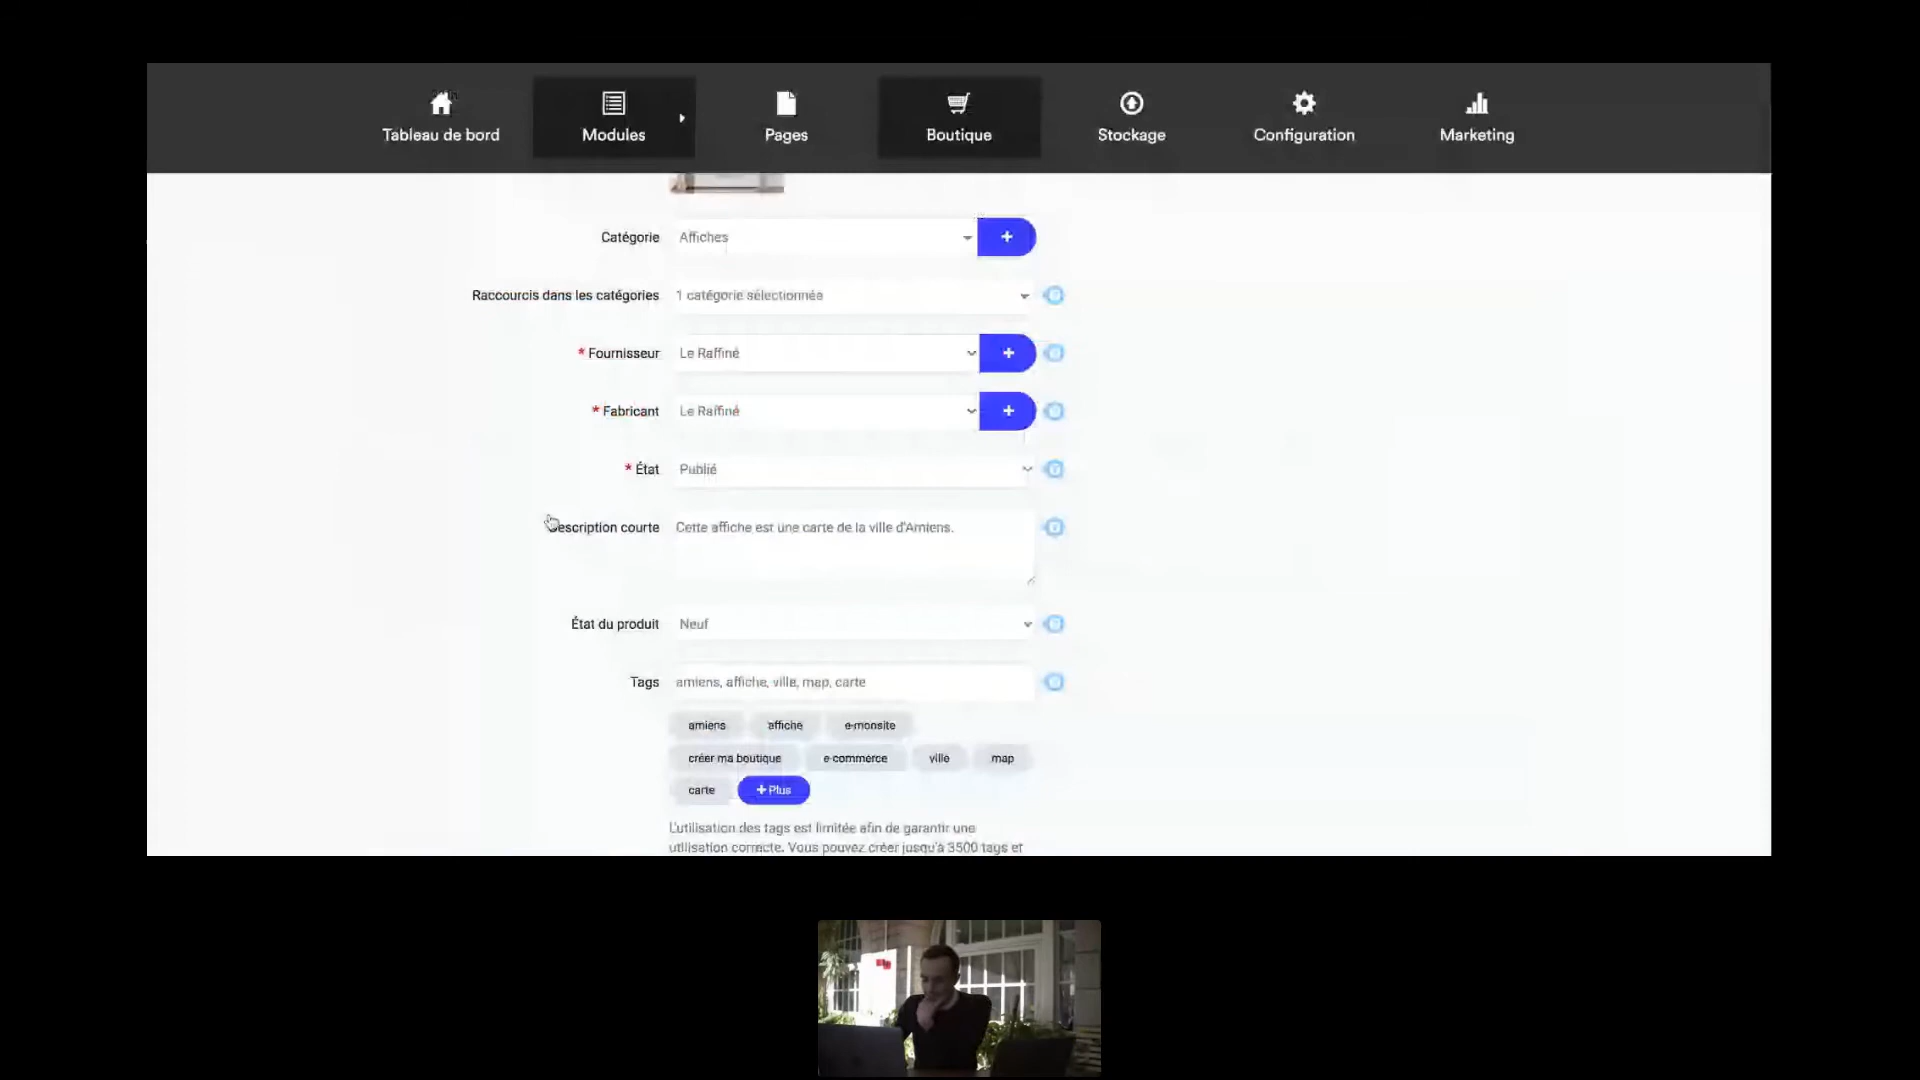 Tableau de bord
Modules
Pages
Boutique
Stockage
Configuration
Marketing
Catégorie Affiches +
Raccourcis dans les catégories 1 catégorie sélectionnée
* Fournisseur Le Raffiné +
* Fabricant Le Raffiné +
* État Publié
escription courte Cette affiche est une carte de la ville d'Amiens.
État du produit Neuf
Tags amiens, affiche, ville, map, carte
amiens affiche e-monsite
créer ma boutique e-commerce ville map
carte + Plus
L'utilisation des tags est limitée afin de garantir une
utilisation correcte. Vous pouvez créer jusqu'à 3500 tags et